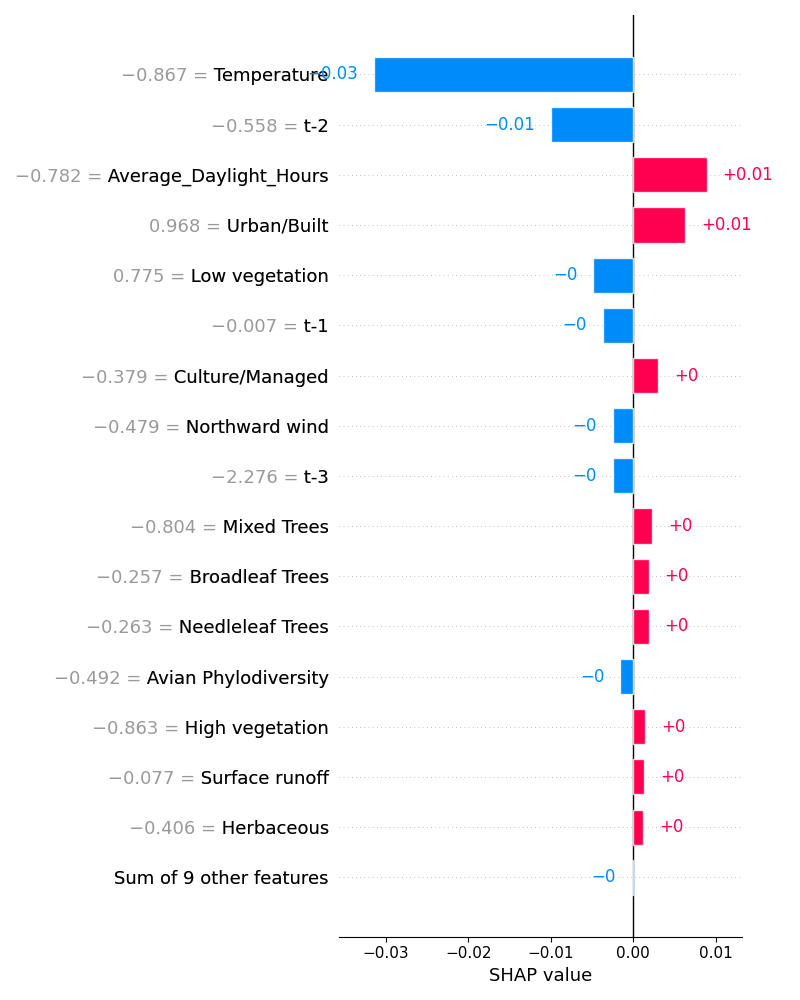 −0.867 = Temperature −0.03
−0.558 = t-2 −0.01
−0.782 = Average_Daylight_Hours +0.01
0.968 = Urban/Built +0.01
0.775 = Low vegetation −0
−0.007 = t-1 −0
−0.379 = Culture/Managed +0
−0.479 = Northward wind −0
−2.276 = t-3 −0
−0.804 = Mixed Trees +0
−0.257 = Broadleaf Trees +0
−0.263 = Needleleaf Trees +0
−0.492 = Avian Phylodiversity −0
−0.863 = High vegetation +0
−0.077 = Surface runoff +0
−0.406 = Herbaceous +0
Sum of 9 other features −0
−0.03 −0.02 −0.01 0.00 0.01
SHAP value